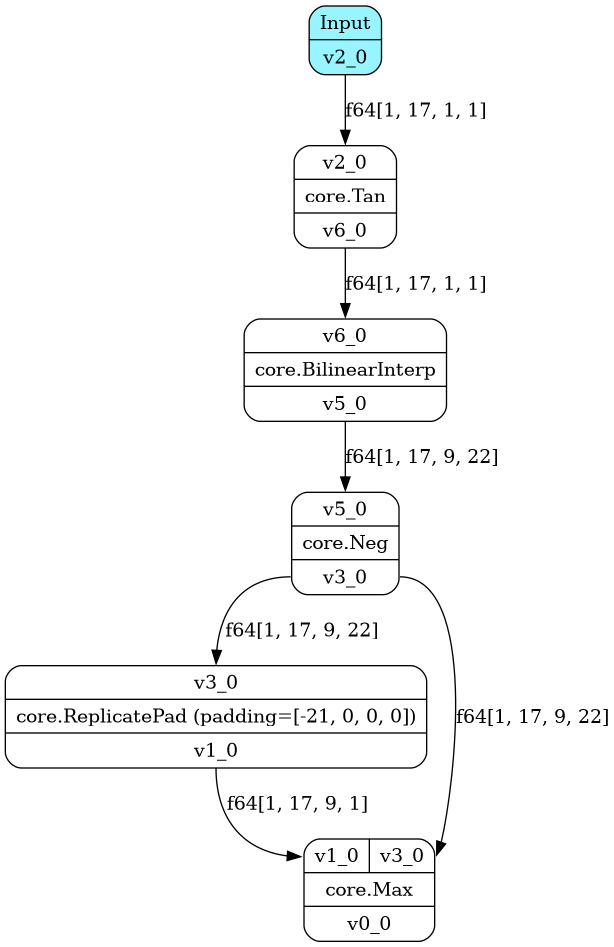 Input
v2_0
f64[1, 17, 1, 1]
v2_0
core.Tan
v6_0
f64[1, 17, 1, 1]
v6_0
core.BilinearInterp
v5_0
f64[1, 17, 9, 22]
v5_0
core.Neg
v3_0
f64[1, 17, 9, 22]
v3_0
core.ReplicatePad (padding=[-21, 0, 0, 0])
v1_0
f64[1, 17, 9, 22]
f64[1, 17, 9, 1]
v1_0 v3_0
core.Max
v0_0